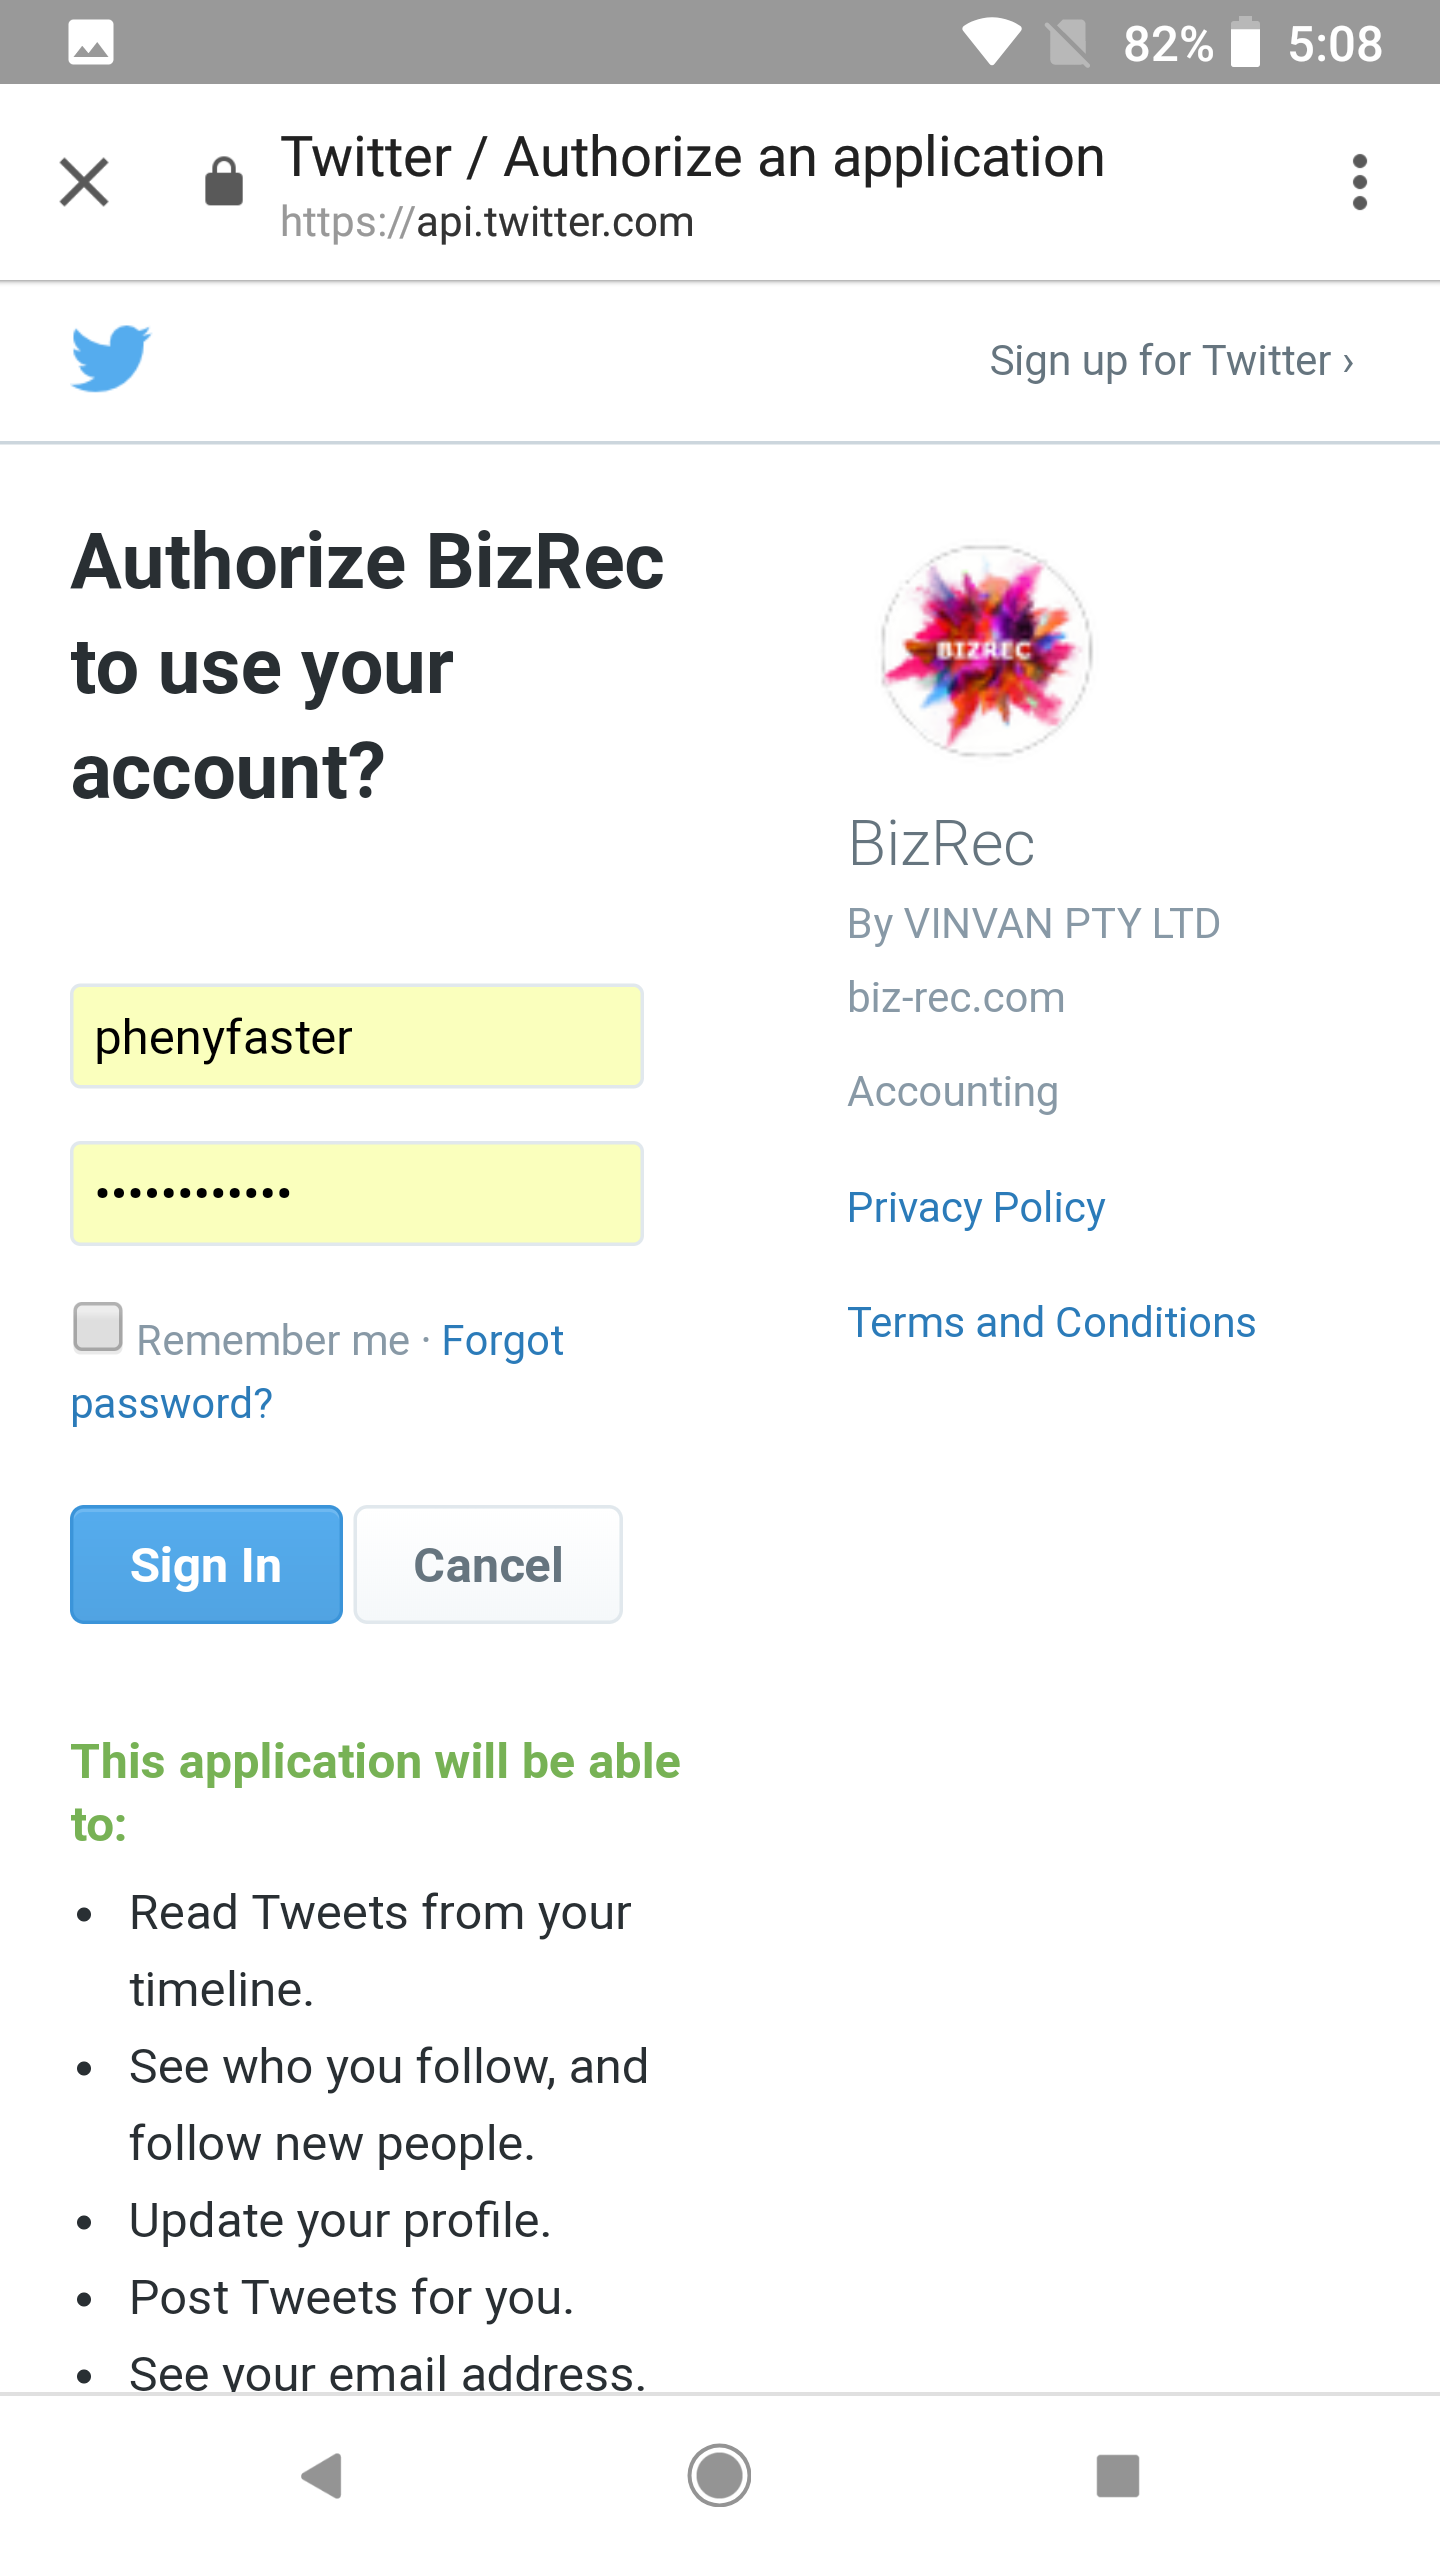 82% 5:08
Twitter / Authorize an application
https://api.twitter.com
Sign up for Twitter ›
Authorize BizRec
to use your
account?
phenyfaster
••••••••••••
Remember me · Forgot
password?
Sign In Cancel
This application will be able
to:
• Read Tweets from your
timeline.
• See who you follow, and
follow new people.
• Update your profile.
• Post Tweets for you.
• See your email address.
BIZREC
BizRec
By VINVAN PTY LTD
biz-rec.com
Accounting
Privacy Policy
Terms and Conditions